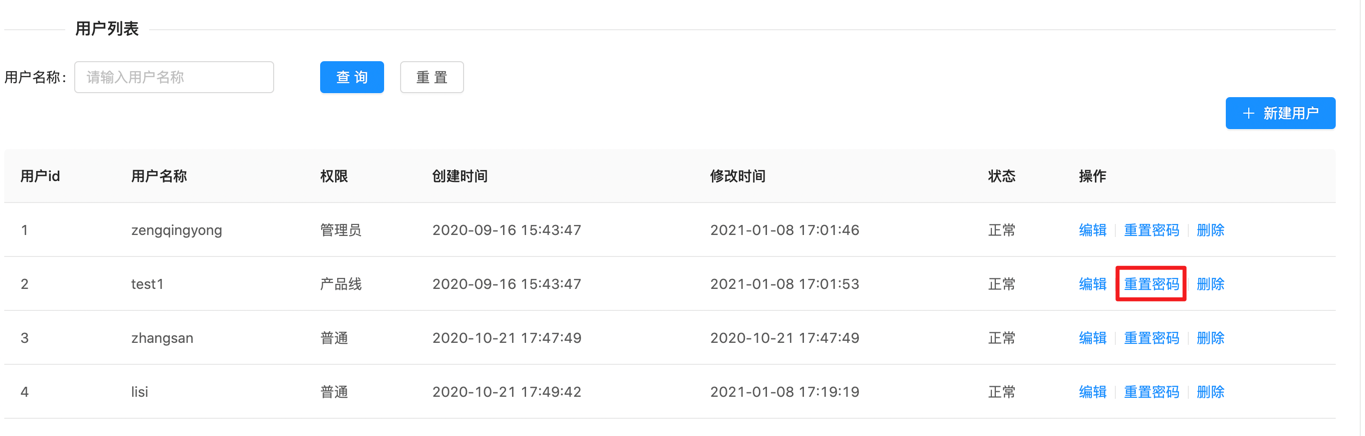 用户列表
用户名称: 请输入用户名称 查 询 重 置
+ 新建用户
用户id 用户名称 权限 创建时间 修改时间 状态 操作
1 zengqingyong 管理员 2020-09-16 15:43:47 2021-01-08 17:01:46 正常 编辑 重置密码 删除
2 test1 产品线 2020-09-16 15:43:47 2021-01-08 17:01:53 正常 编辑 重置密码 删除
3 zhangsan 普通 2020-10-21 17:47:49 2020-10-21 17:47:49 正常 编辑 重置密码 删除
4 lisi 普通 2020-10-21 17:49:42 2021-01-08 17:19:19 正常 编辑 重置密码 删除